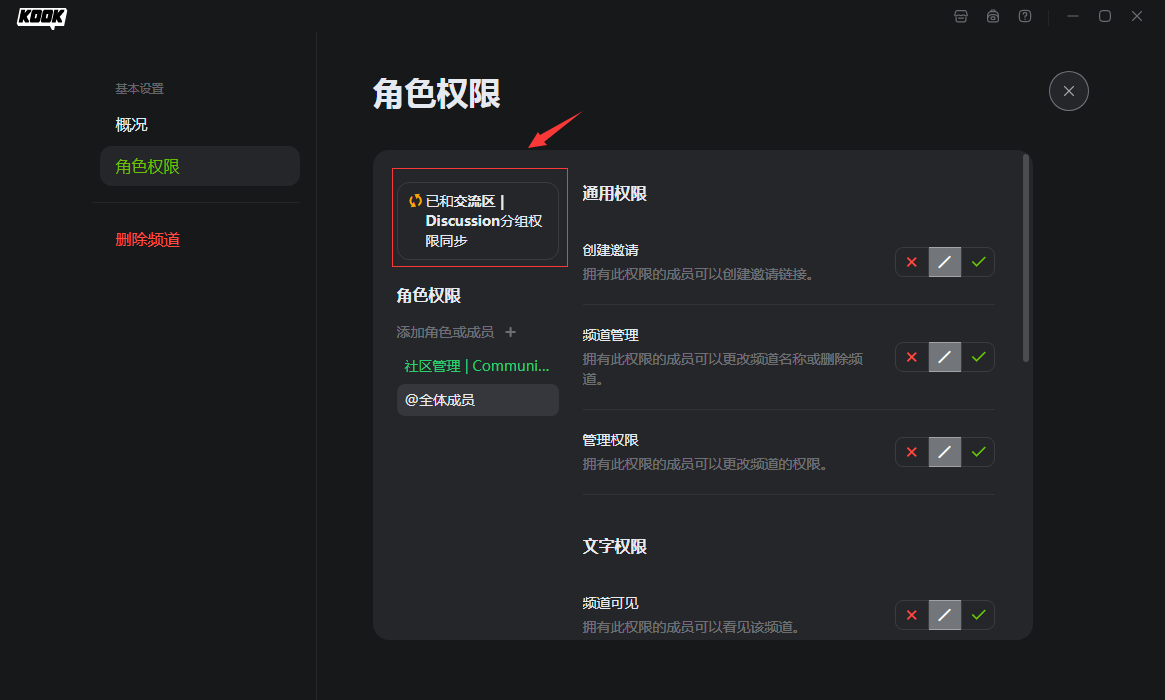 KOOK
基本设置
概况
角色权限
删除频道
角色权限
已和交流区 |
Discussion分组权
限同步
角色权限
添加角色或成员 +
社区管理 | Communi...
@全体成员
通用权限
创建邀请
拥有此权限的成员可以创建邀请链接。
频道管理
拥有此权限的成员可以更改频道名称或删除频
道。
管理权限
拥有此权限的成员可以更改频道的权限。
文字权限
频道可见
拥有此权限的成员可以看见该频道。